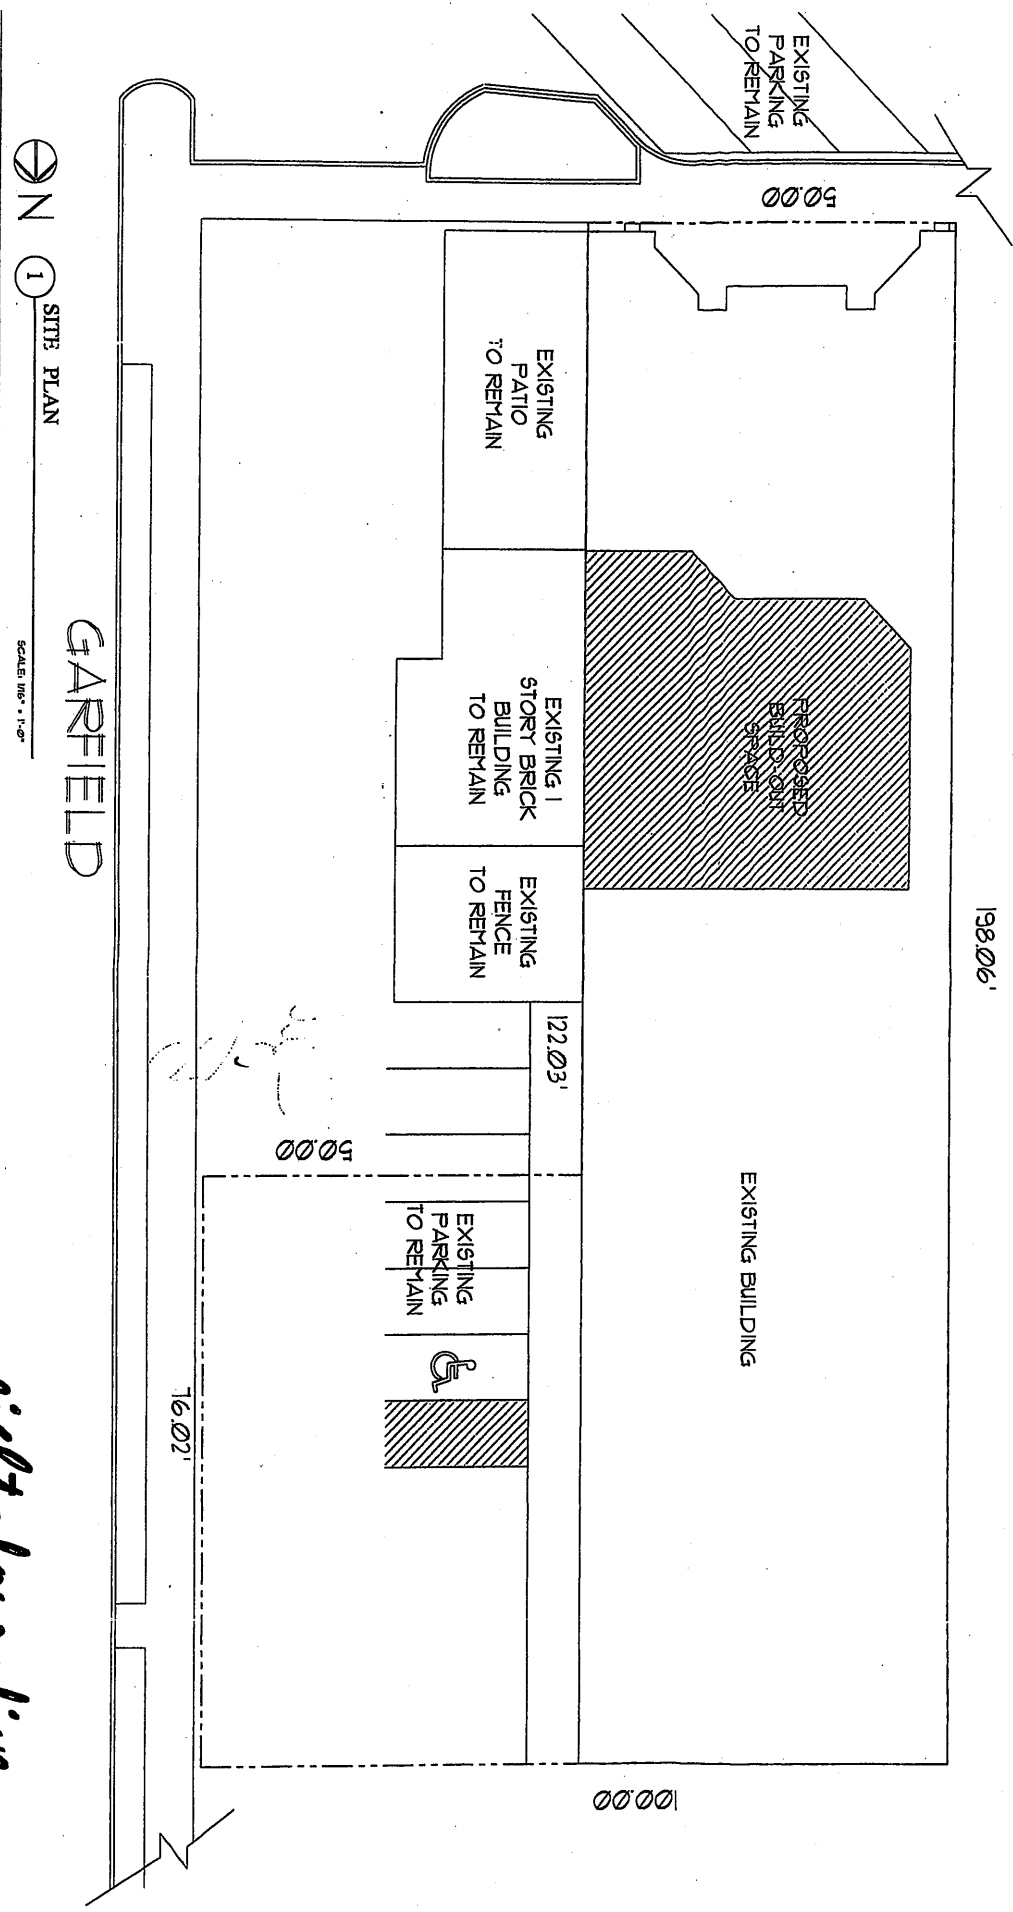 EXISTING
PARKING
TO REMAIN
50.00
198.06'
EXISTING
PATIO
TO REMAIN
PROPOSED
BUILD-OUT
SPACE
EXISTING 1
STORY BRICK
BUILDING
TO REMAIN
EXISTING
FENCE
TO REMAIN
122.03'
EXISTING BUILDING
50.00
EXISTING
PARKING
TO REMAIN
76.02'
100.00
GARFIELD
N
1
SITE PLAN
SCALE: 1/16" = 1'-0"